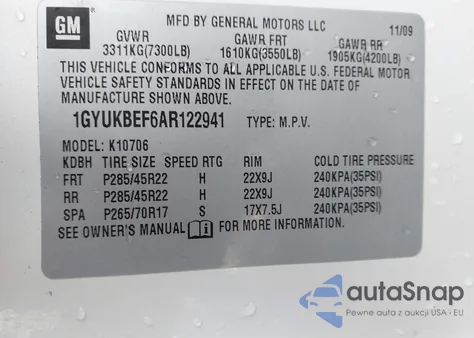 GM
MFD BY GENERAL MOTORS LLC 11/09
GVWR GAWR FRT GAWR RR
3311KG(7300LB) 1610KG(3550LB) 1905KG(4200LB)
THIS VEHICLE CONFORMS TO ALL APPLICABLE U.S. FEDERAL MOTOR
VEHICLE SAFETY STANDARDS IN EFFECT ON THE DATE OF
MANUFACTURE SHOWN ABOVE.
1GYUKBEF6AR122941 TYPE: M.P.V.
MODEL: K10706
KDBH TIRE SIZE SPEED RTG RIM COLD TIRE PRESSURE
FRT P285/45R22 H 22X9J 240KPA(35PSI)
RR P285/45R22 H 22X9J 240KPA(35PSI)
SPA P265/70R17 S 17X7.5J 240KPA(35PSI)
SEE OWNER'S MANUAL FOR MORE INFORMATION.
autoSnap
Pewne auta z USA i EU